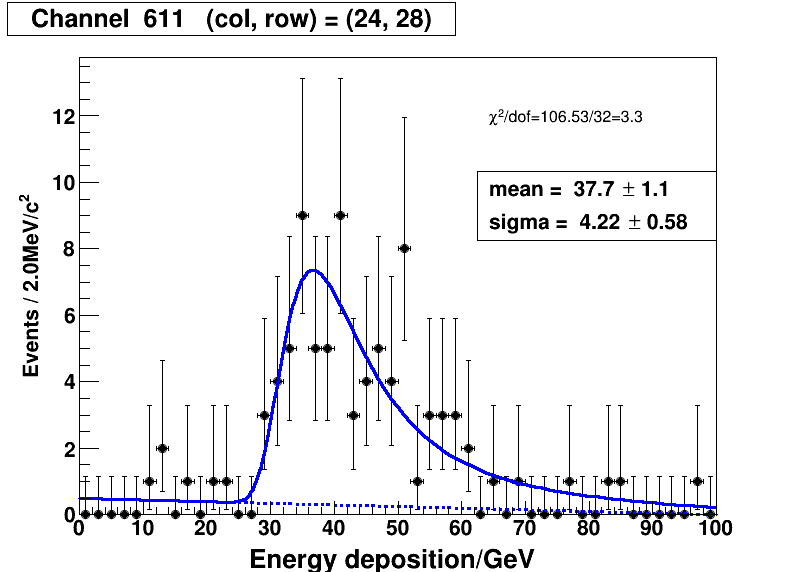 Channel  611   (col, row) = (24, 28)
χ²/dof=106.53/32=3.3
mean =  37.7 ± 1.1
sigma =  4.22 ± 0.58
Events / 2.0MeV/c²
12
10
8
6
4
2
0
0 10 20 30 40 50 60 70 80 90 100
Energy deposition/GeV